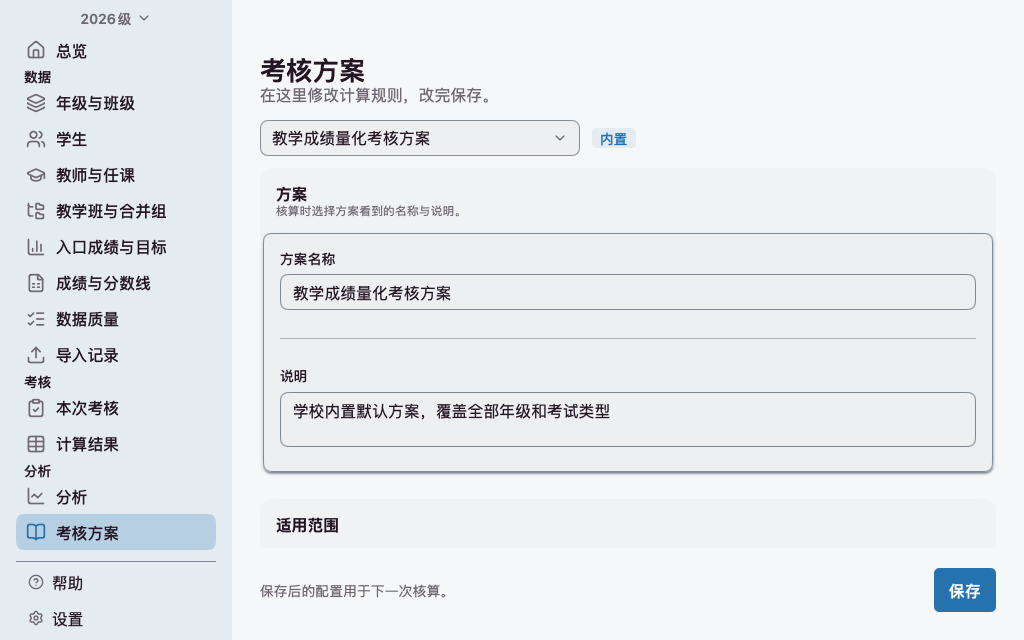 2026级
总览
数据
年级与班级
学生
教师与任课
教学班与合并组
入口成绩与目标
成绩与分数线
数据质量
导入记录
考核
本次考核
计算结果
分析
分析
考核方案
帮助
设置
考核方案
在这里修改计算规则，改完保存。
教学成绩量化考核方案
内置
方案
核算时选择方案看到的名称与说明。
方案名称
教学成绩量化考核方案
说明
学校内置默认方案，覆盖全部年级和考试类型
适用范围
保存后的配置用于下一次核算。
保存